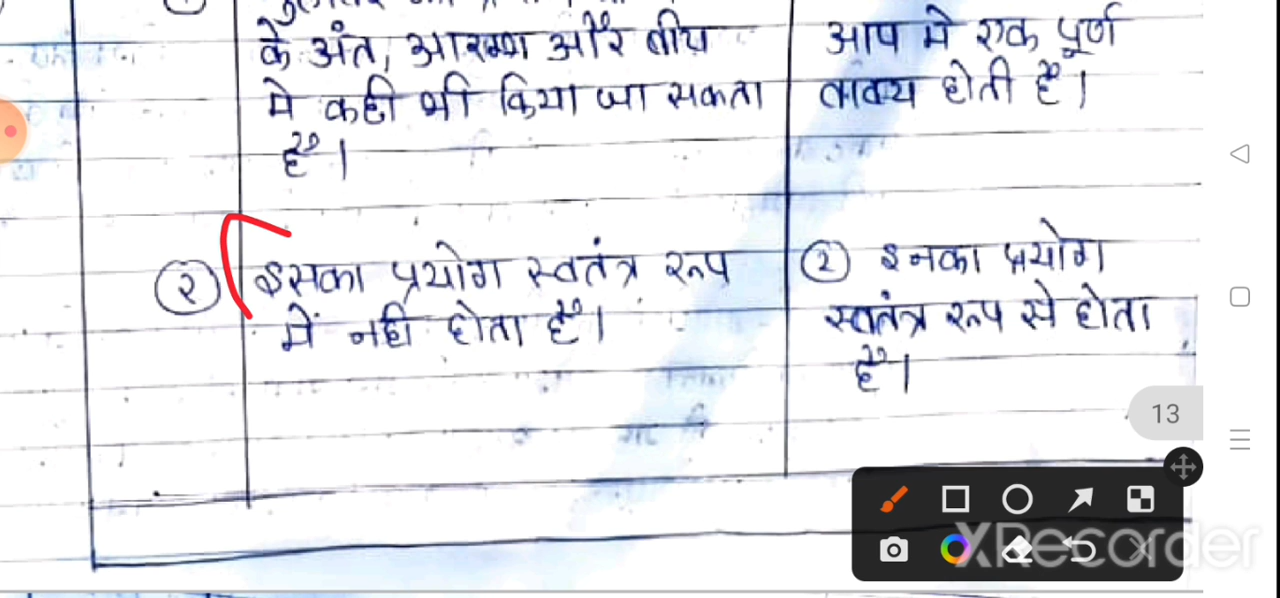 के अंत, आरम्भ और बीच
में कही भी किया जा सकता
है।
② इसका प्रयोग स्वतंत्र रूप
में नही होता है।
आप में एक पूर्ण
वाक्य होती है।
② इनका प्रयोग
स्वतंत्र रूप से होता
है।
13
XRecorder